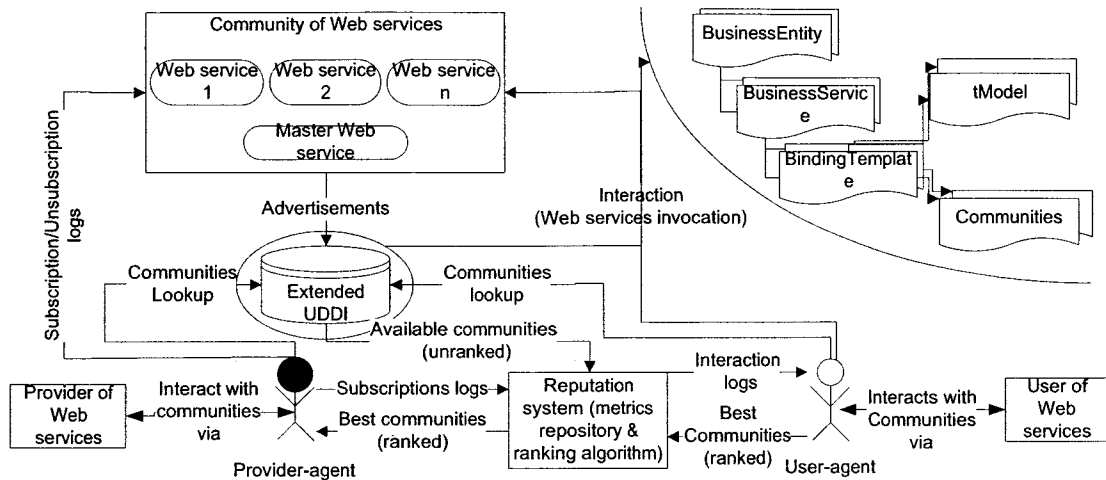 Community of Web services
Web service
1
Web service
2
Web service
n
Master Web
service
BusinessEntity
BusinessServic
e
BindingTemplat
e
tModel
Communities
Subscription/Unsubscription
logs
Advertisements
Interaction
(Web services invocation)
Communities
Lookup
Extended
UDDI
Communities
lookup
Available communities
(unranked)
Provider of
Web
services
Interact with
communities
via
Provider-agent
Subscriptions logs
Best communities
(ranked)
Reputation
system (metrics
repository &
ranking algorithm)
Interaction
logs
Best
Communities
(ranked)
User-agent
Interacts with
Communities
via
User of
Web
services